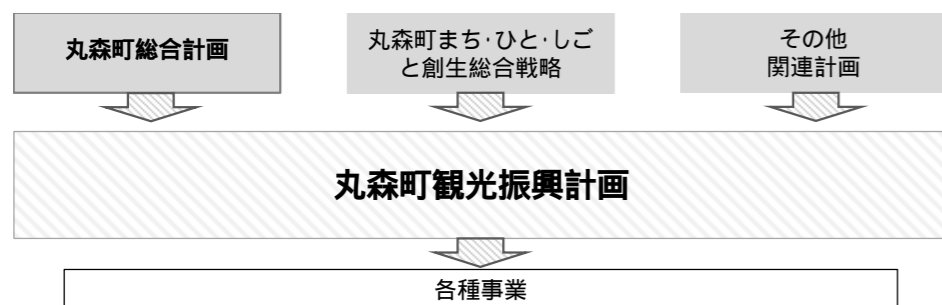 丸森町総合計画
丸森町まち・ひと・しご
と創生総合戦略
その他
関連計画
丸森町観光振興計画
各種事業